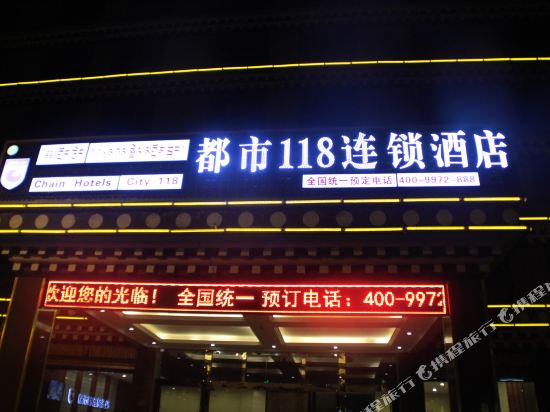 都市118连锁酒店
Chain Hotels City 118
全国统一预定电话 400-9972-888
欢迎您的光临！ 全国统一 预订电话：400-9972
携程旅行